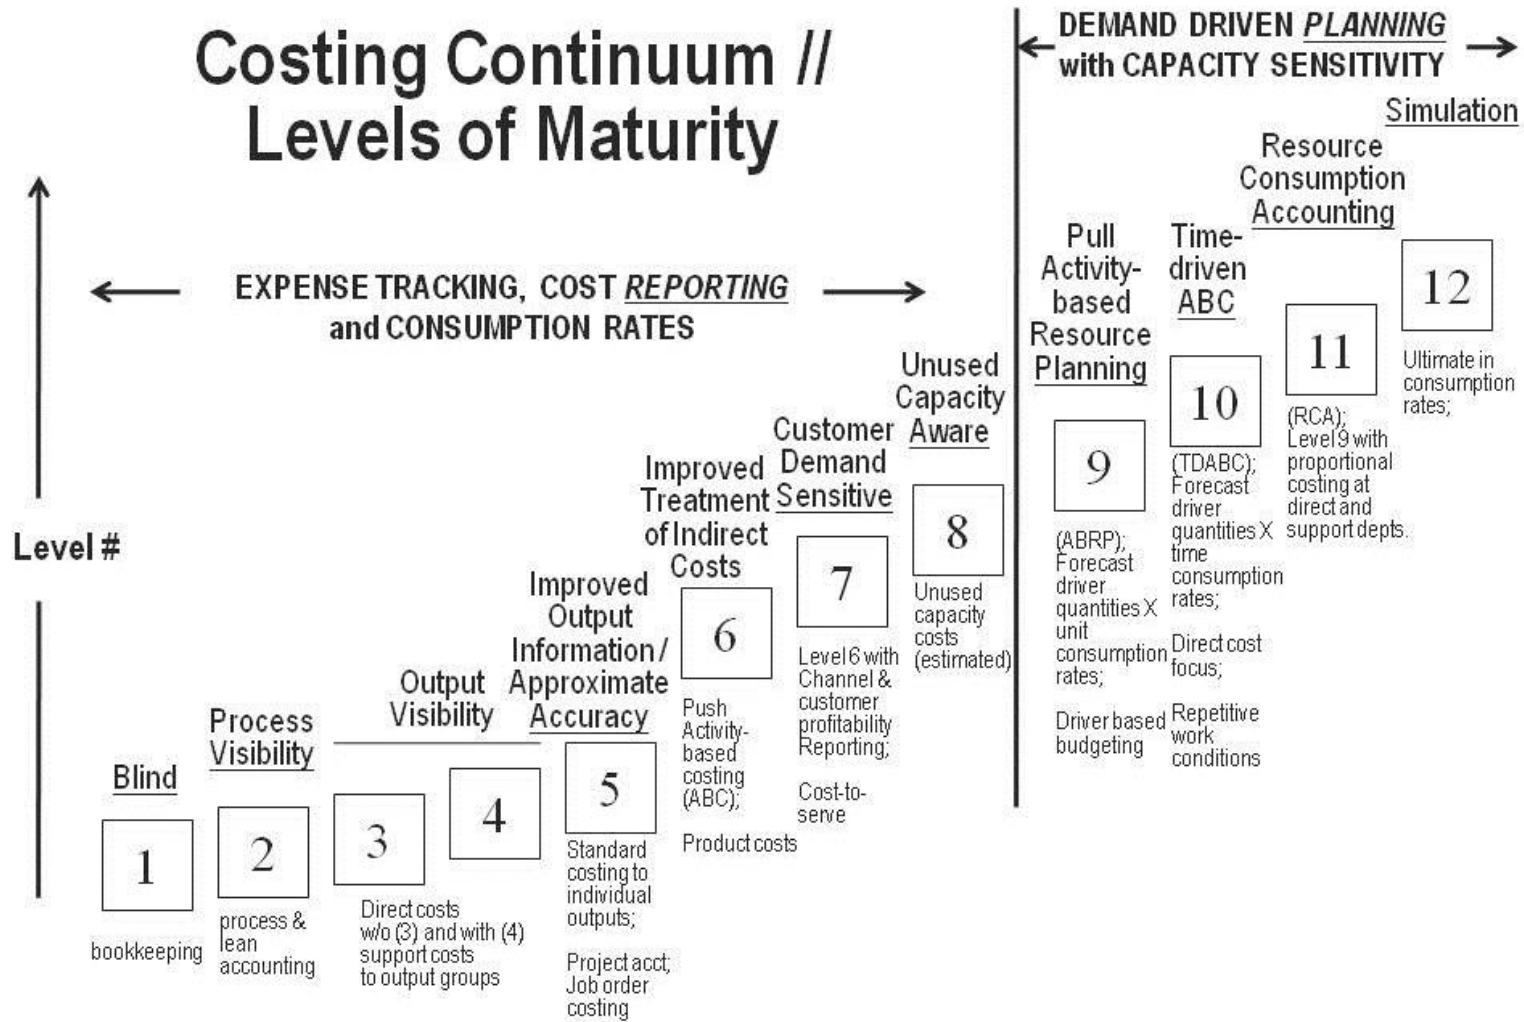 Costing Continuum //
Levels of Maturity
DEMAND DRIVEN PLANNING
with CAPACITY SENSITIVITY
EXPENSE TRACKING, COST REPORTING
and CONSUMPTION RATES
Level #
Blind
1
bookkeeping
Process
Visibility
2
process &
lean
accounting
Output
Visibility
3
4
Direct costs
w/o (3) and with (4)
support costs
to output groups
Improved
Output
Information /
Approximate
Accuracy
5
Standard
costing to
individual
outputs;
Project acct;
Job order
costing
Improved
Treatment
of Indirect
Costs
6
Push
Activity-
based
costing
(ABC);
Product costs
Customer
Demand
Sensitive
7
Level 6 with
Channel &
customer
profitability
Reporting;
Cost-to-
serve
Unused
Capacity
Aware
8
Unused
capacity
costs
(estimated)
Pull
Activity-
based
Resource
Planning
9
(ABRP);
Forecast
driver
quantities X
unit
consumption
rates;
Driver based
budgeting
Time-
driven
ABC
10
(TDABC);
Forecast
driver
quantities X
time
consumption
rates;
Direct cost
focus;
Repetitive
work
conditions
Resource
Consumption
Accounting
11
(RCA);
Level 9 with
proportional
costing at
direct and
support depts.
Simulation
12
Ultimate in
consumption
rates;